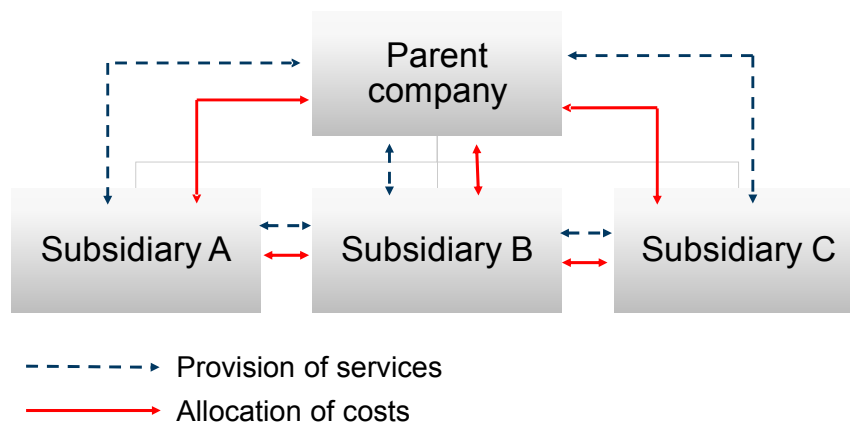 Parent
company
Subsidiary A
Subsidiary B
Subsidiary C
Provision of services
Allocation of costs